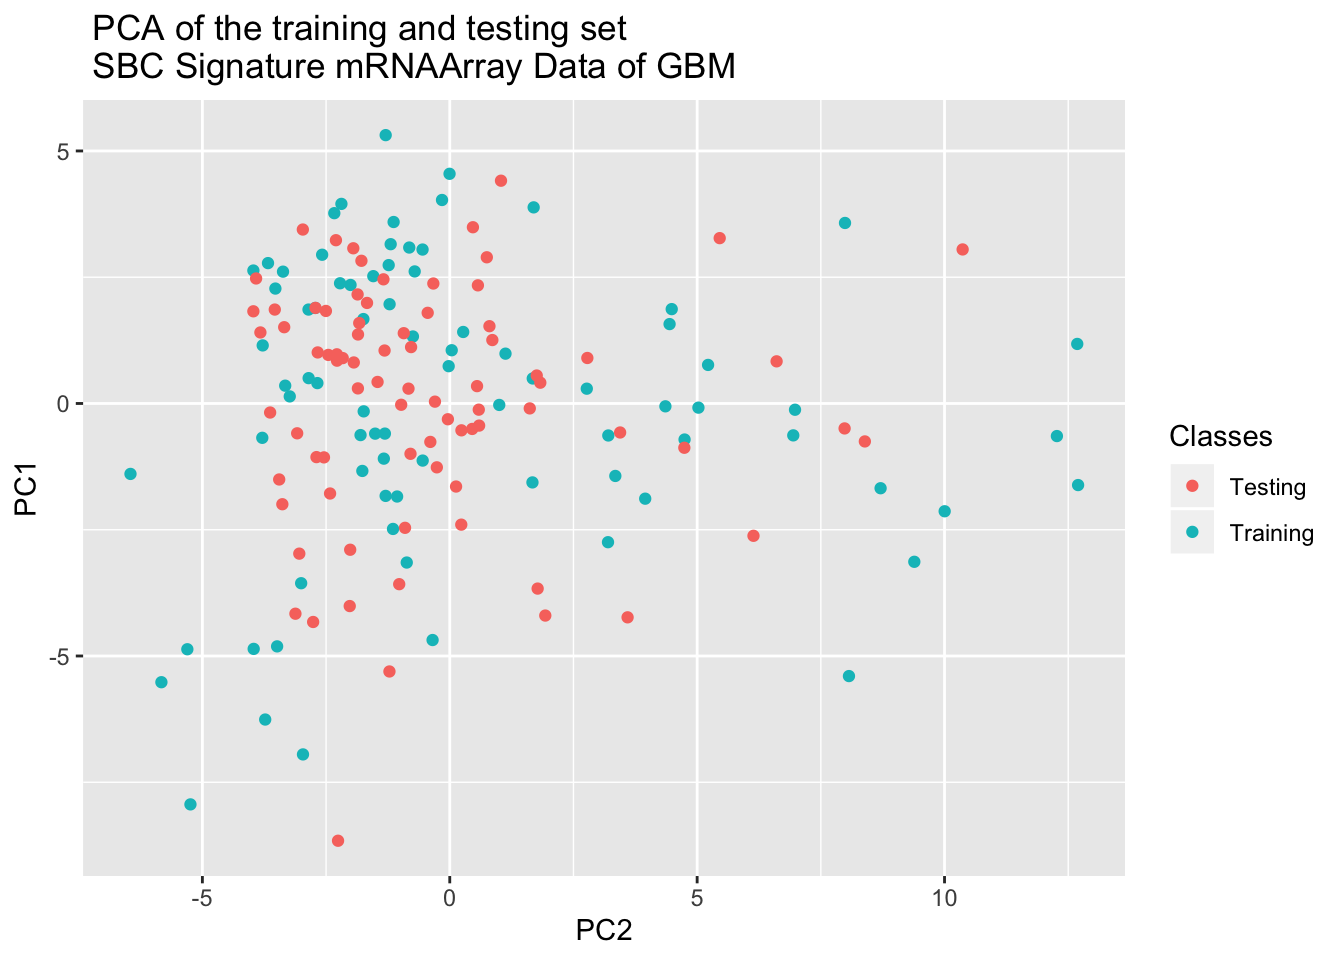 PCA of the training and testing set
SBC Signature mRNAArray Data of GBM
5
0
-5
PC1
-5
0
5
10
PC2
Classes
Testing
Training